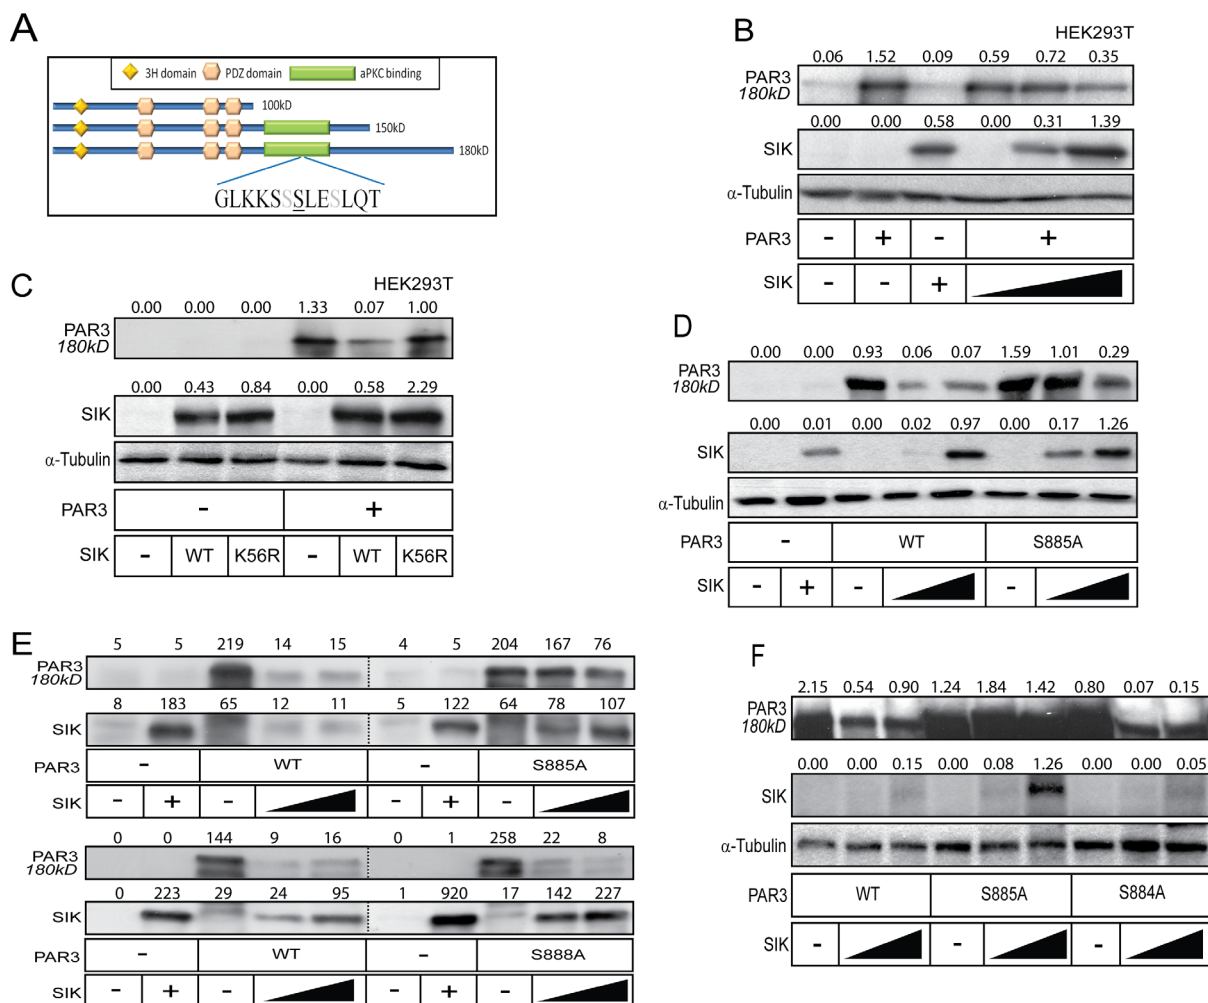 A
3H domain PDZ domain aPKC binding
100kD
150kD
180kD
GLKKSSSLESLQT
B
HEK293T
0.06 1.52 0.09 0.59 0.72 0.35
PAR3
180kD
0.00 0.00 0.58 0.00 0.31 1.39
SIK
α-Tubulin
PAR3 - + - +
SIK - - +
C
HEK293T
0.00 0.00 0.00 1.33 0.07 1.00
PAR3
180kD
0.00 0.43 0.84 0.00 0.58 2.29
SIK
α-Tubulin
PAR3 - +
SIK - WT K56R - WT K56R
D
0.00 0.00 0.93 0.06 0.07 1.59 1.01 0.29
PAR3
180kD
0.00 0.01 0.00 0.02 0.97 0.00 0.17 1.26
SIK
α-Tubulin
PAR3 - WT S885A
SIK - + - -
E
5 5 219 14 15 4 5 204 167 76
PAR3
180kD
8 183 65 12 11 5 122 64 78 107
SIK
PAR3 - WT - S885A
SIK - + - - + -
0 0 144 9 16 0 1 258 22 8
PAR3
180kD
0 223 29 24 95 1 920 17 142 227
SIK
PAR3 - WT - S888A
SIK - + - - + -
F
2.15 0.54 0.90 1.24 1.84 1.42 0.80 0.07 0.15
PAR3
180kD
0.00 0.00 0.15 0.00 0.08 1.26 0.00 0.00 0.05
SIK
α-Tubulin
PAR3 WT S885A S884A
SIK - - -